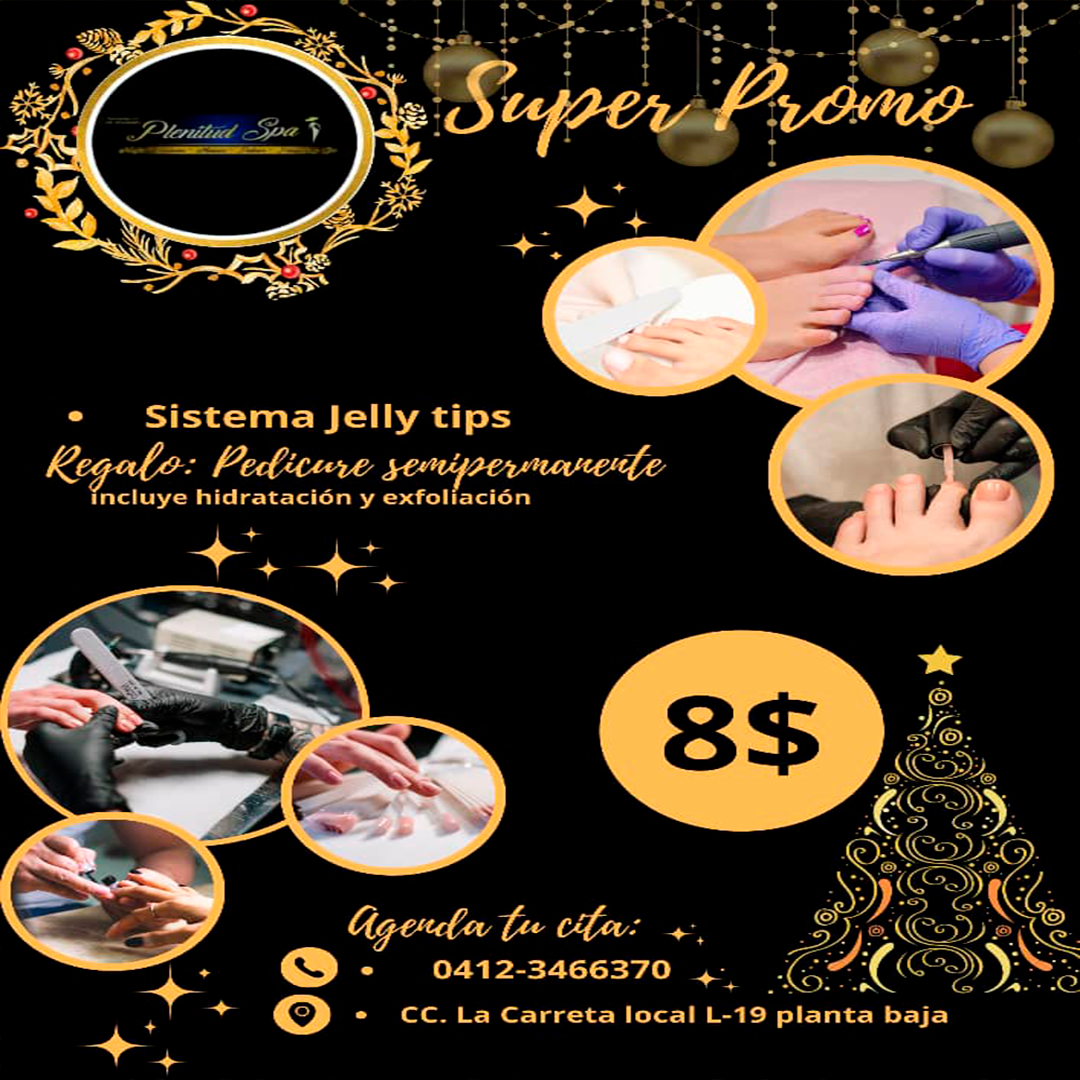 Plenitud Spa
Super Promo
• Sistema Jelly tips
Regalo: Pedicure semipermanente
incluye hidratación y exfoliación
8$
Agenda tu cita:
• 0412-3466370
• CC. La Carreta local L-19 planta baja